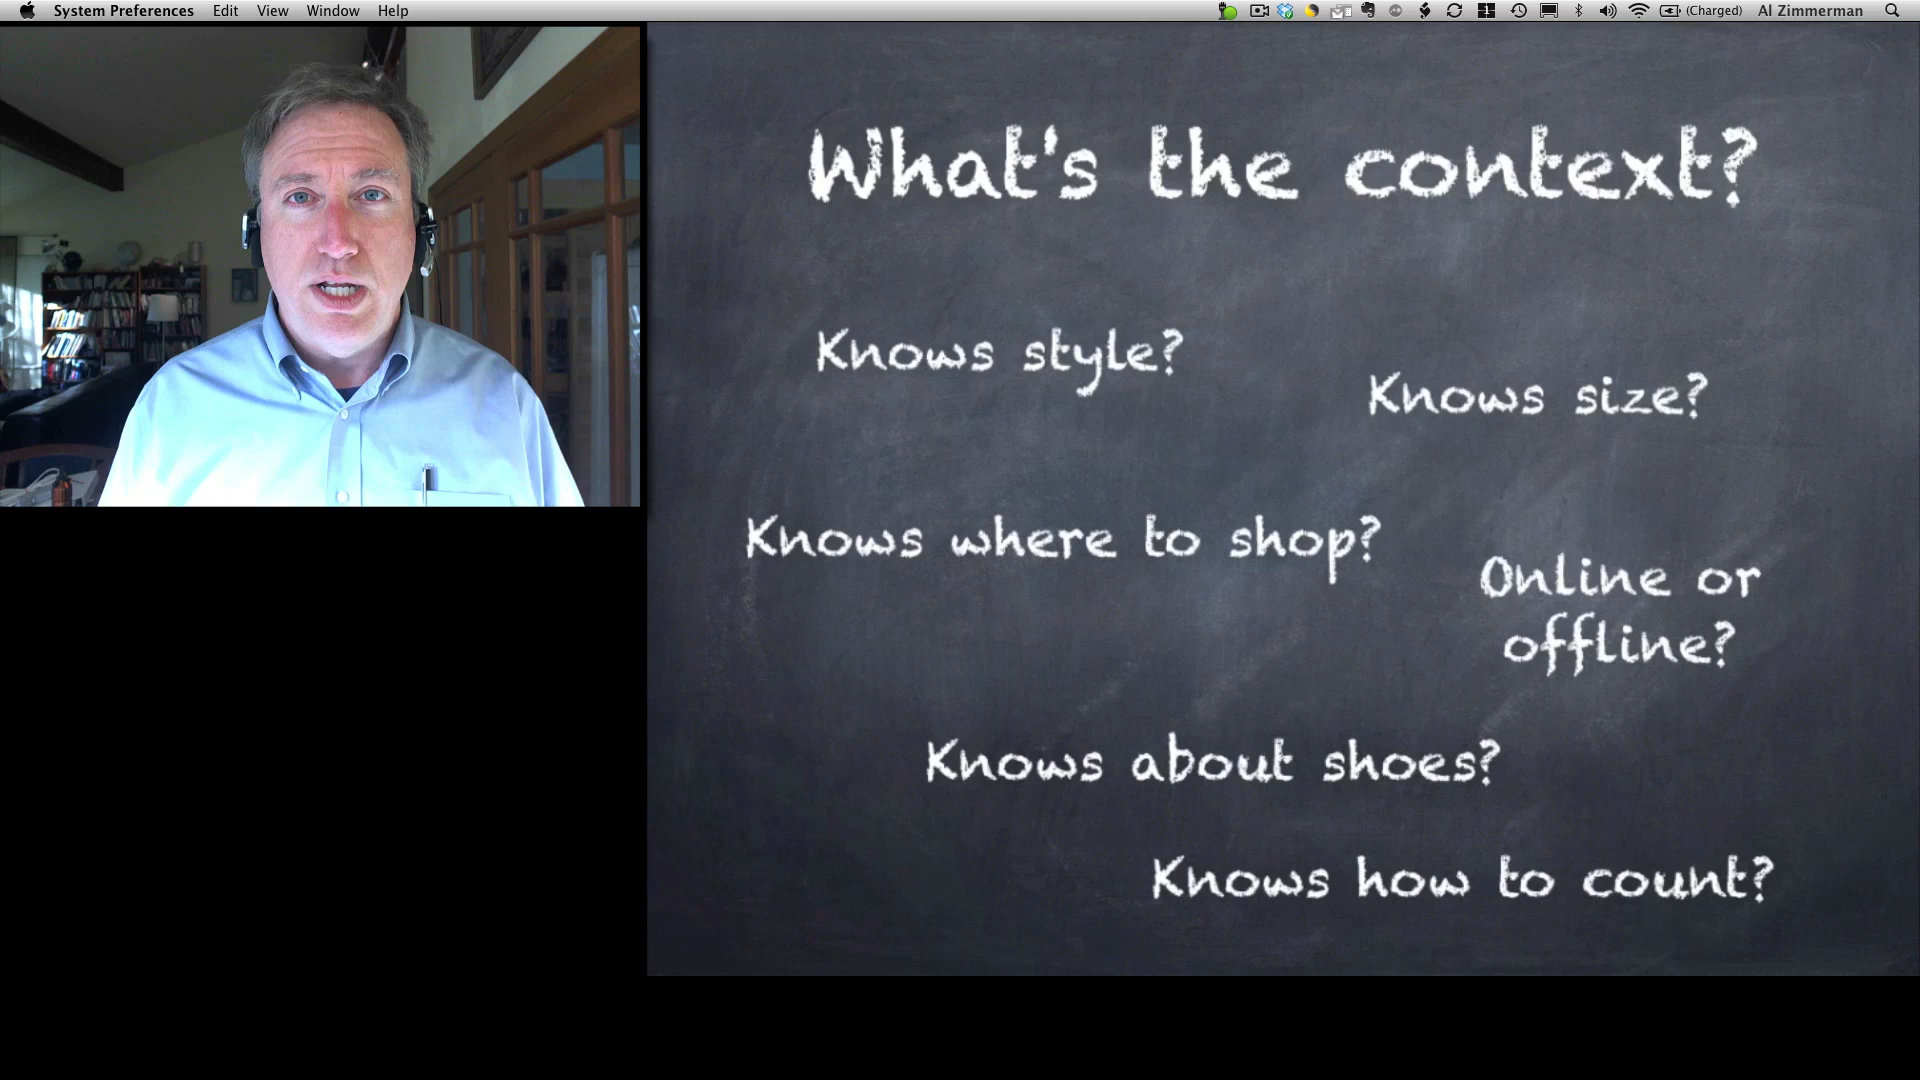 System Preferences Edit View Window Help (Charged) Al Zimmerman
What's the context?
Knows style?
Knows size?
Knows where to shop?
Online or
offline?
Knows about shoes?
Knows how to count?